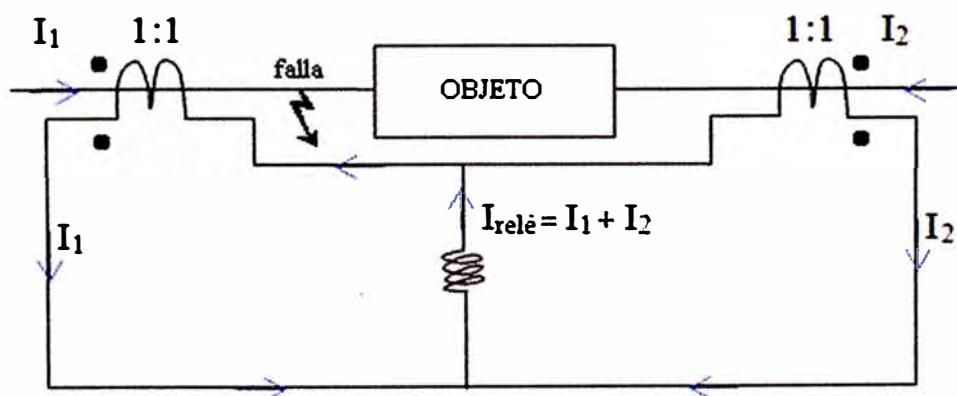 I₁ 1:1 1:1 I₂
falla
OBJETO
I₁ Irelé = I₁ + I₂ I₂